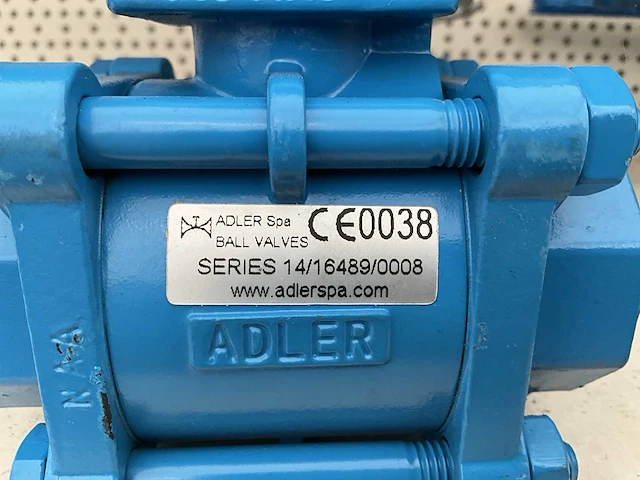 ADLER Spa
BALL VALVES
CE0038
SERIES 14/16489/0008
www.adlerspa.com
ADLER